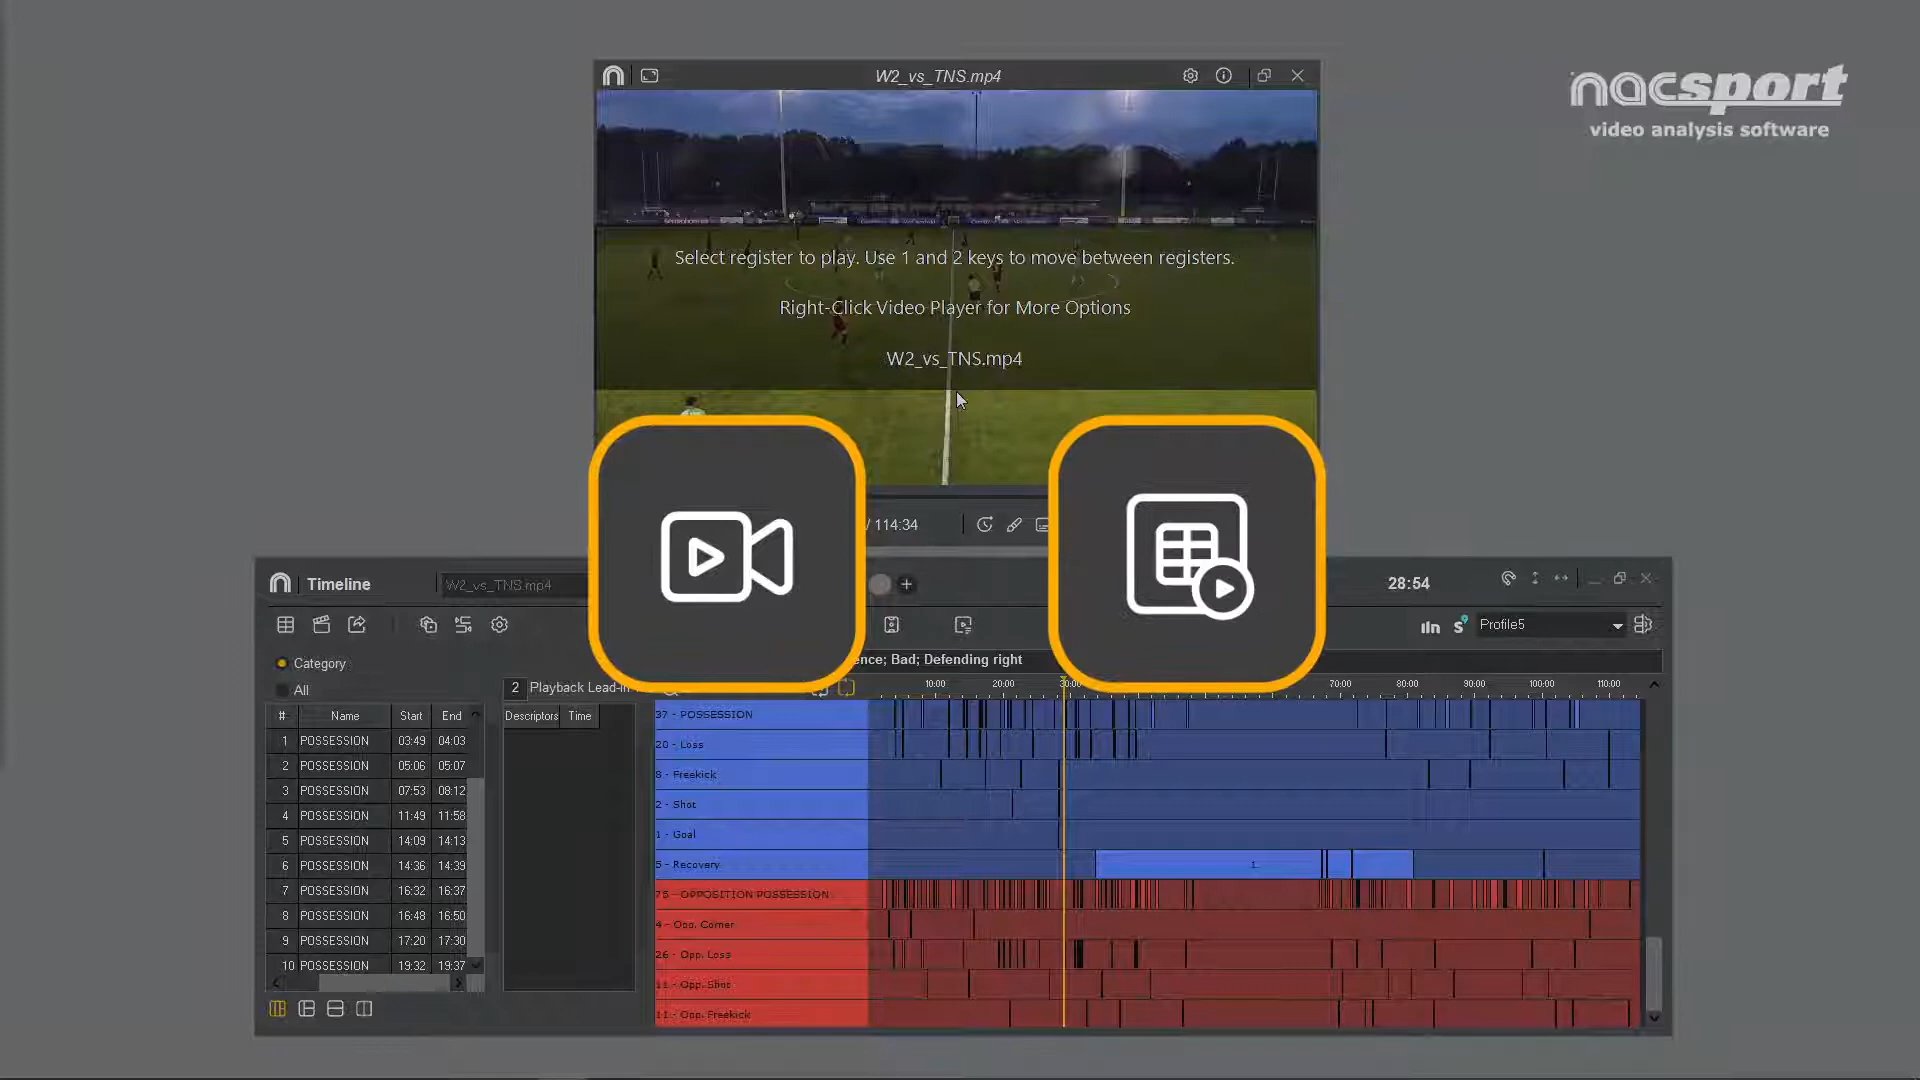 W2_vs_TNS.mp4
nacsport
video analysis software
Select register to play. Use 1 and 2 keys to move between registers.
Right-Click Video Player for More Options
W2_vs_TNS.mp4
/ 114:34
Timeline
W2_vs_TNS.mp4
+
28:54
Profile5
Category
ence; Bad; Defending right
All
2 Playback Lead-in
10:00 20:00 30:00 70:00 80:00 90:00 100:00 110:00
# Name Start End
Descriptors Time
1 POSSESSION 03:49 04:03
2 POSSESSION 05:06 05:07
3 POSSESSION 07:53 08:12
4 POSSESSION 11:49 11:58
5 POSSESSION 14:09 14:13
6 POSSESSION 14:36 14:39
7 POSSESSION 16:32 16:37
8 POSSESSION 16:48 16:50
9 POSSESSION 17:20 17:30
10 POSSESSION 19:32 19:37
37 - POSSESSION
20 - Loss
8 - Freekick
2 - Shot
1 - Goal
5 - Recovery
1
75 - OPPOSITION POSSESSION
4 - Opp. Corner
26 - Opp. Loss
11 - Opp. Shot
11 - Opp. Freekick